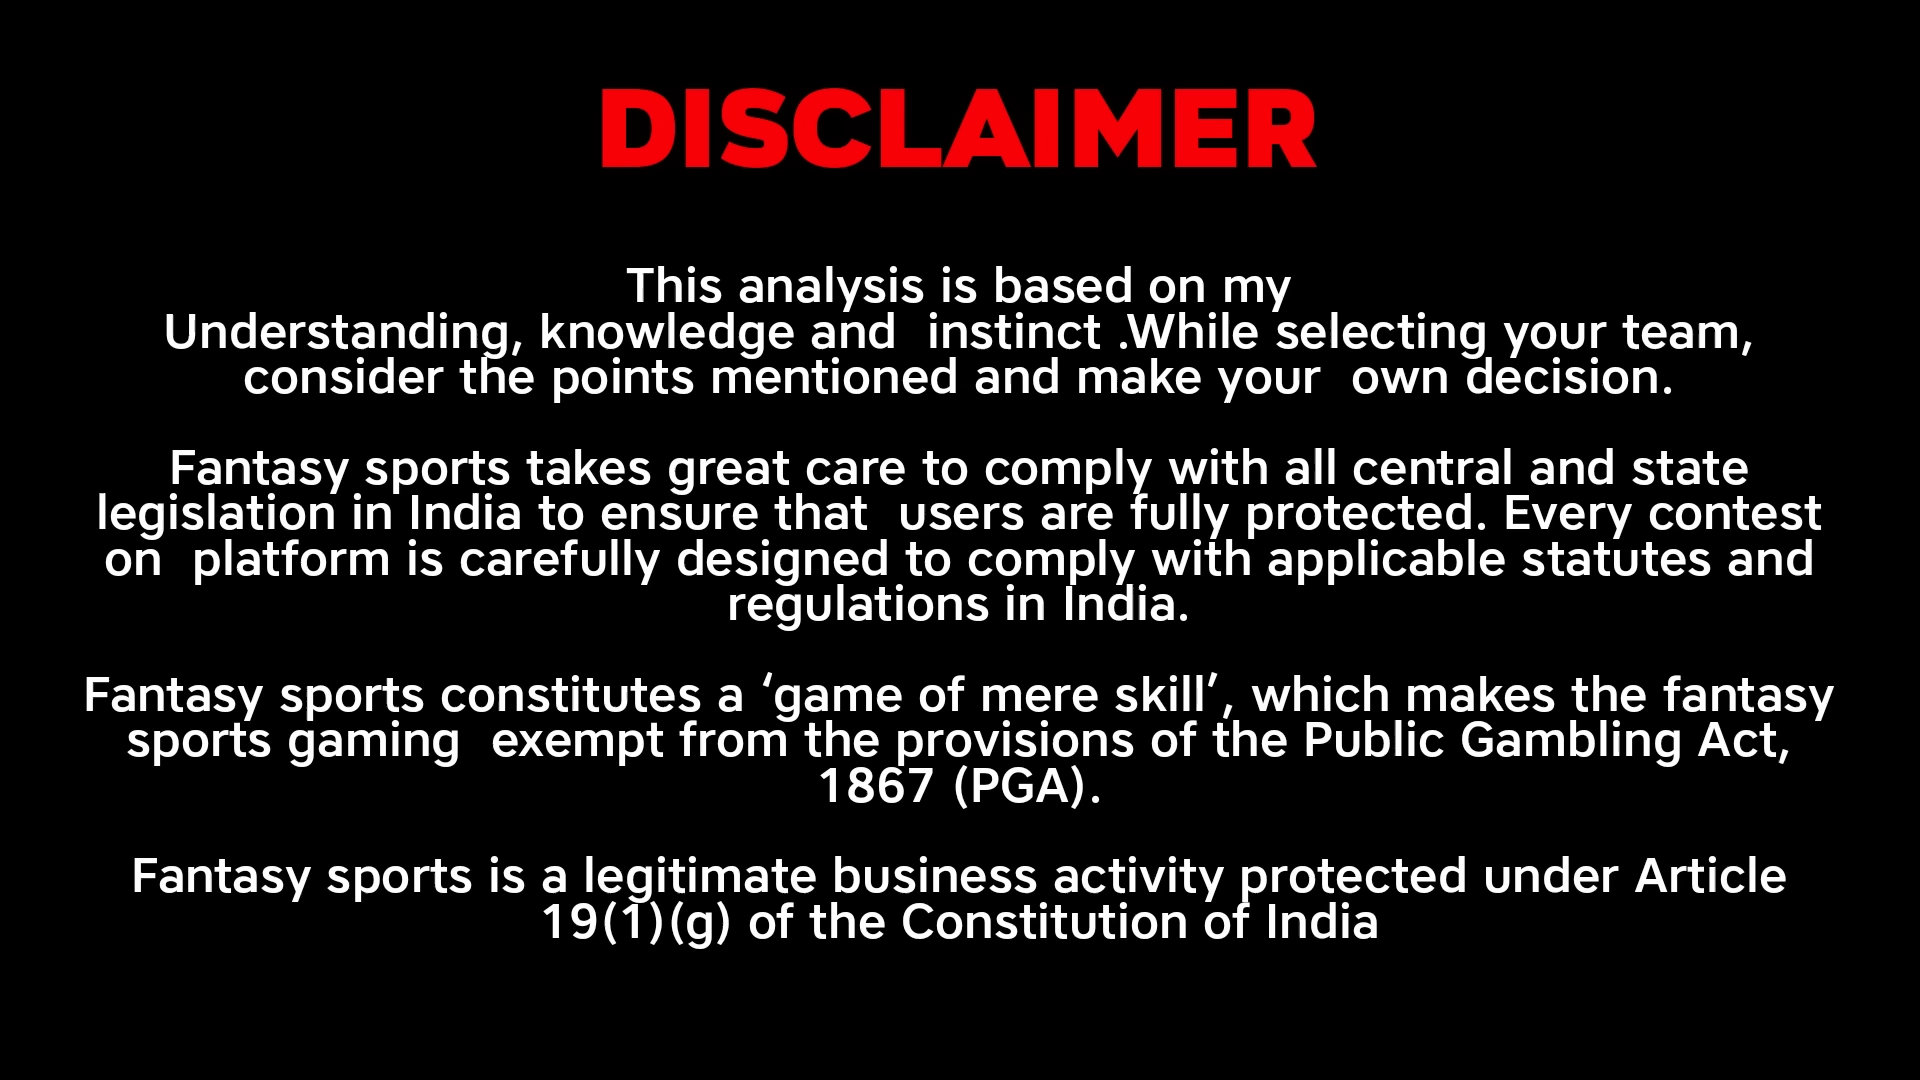 DISCLAIMER
This analysis is based on my
Understanding, knowledge and  instinct .While selecting your team,
consider the points mentioned and make your  own decision.
Fantasy sports takes great care to comply with all central and state
legislation in India to ensure that  users are fully protected. Every contest
on  platform is carefully designed to comply with applicable statutes and
regulations in India.
Fantasy sports constitutes a ‘game of mere skill’, which makes the fantasy
sports gaming  exempt from the provisions of the Public Gambling Act,
1867 (PGA).
Fantasy sports is a legitimate business activity protected under Article
19(1)(g) of the Constitution of India